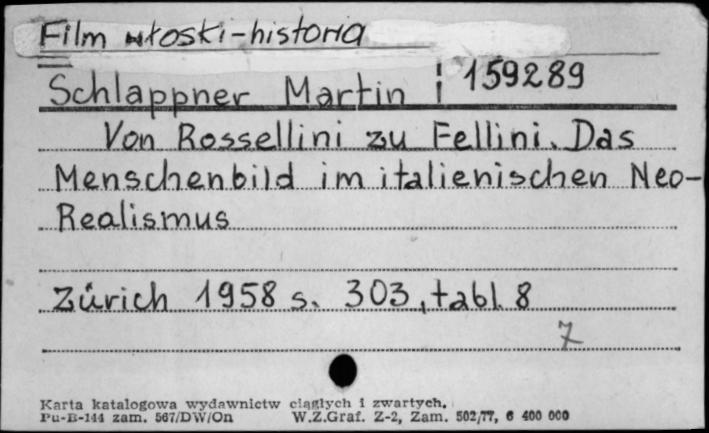 Film włoski-historia
Schlappner Martin 159289
Von Rossellini zu Fellini. Das
Menschenbild im italienischen Neo-
Realismus
Zürich 1958 s. 303, tabl. 8
7
Karta katalogowa wydawnictw ciągłych i zwartych.
Pu-B-144 zam. 567/DW/On W.Z.Graf. Z-2, Zam. 502/77, 6 400 000